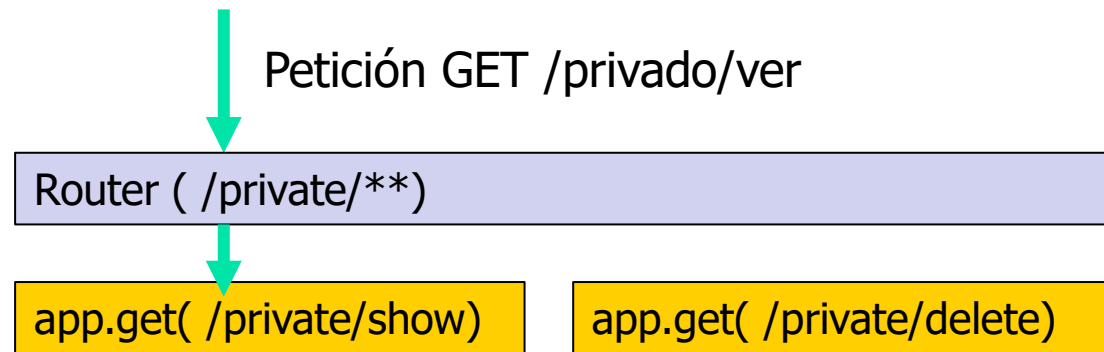 Petición GET /privado/ver
Router ( /private/**)
app.get( /private/show)
app.get( /private/delete)